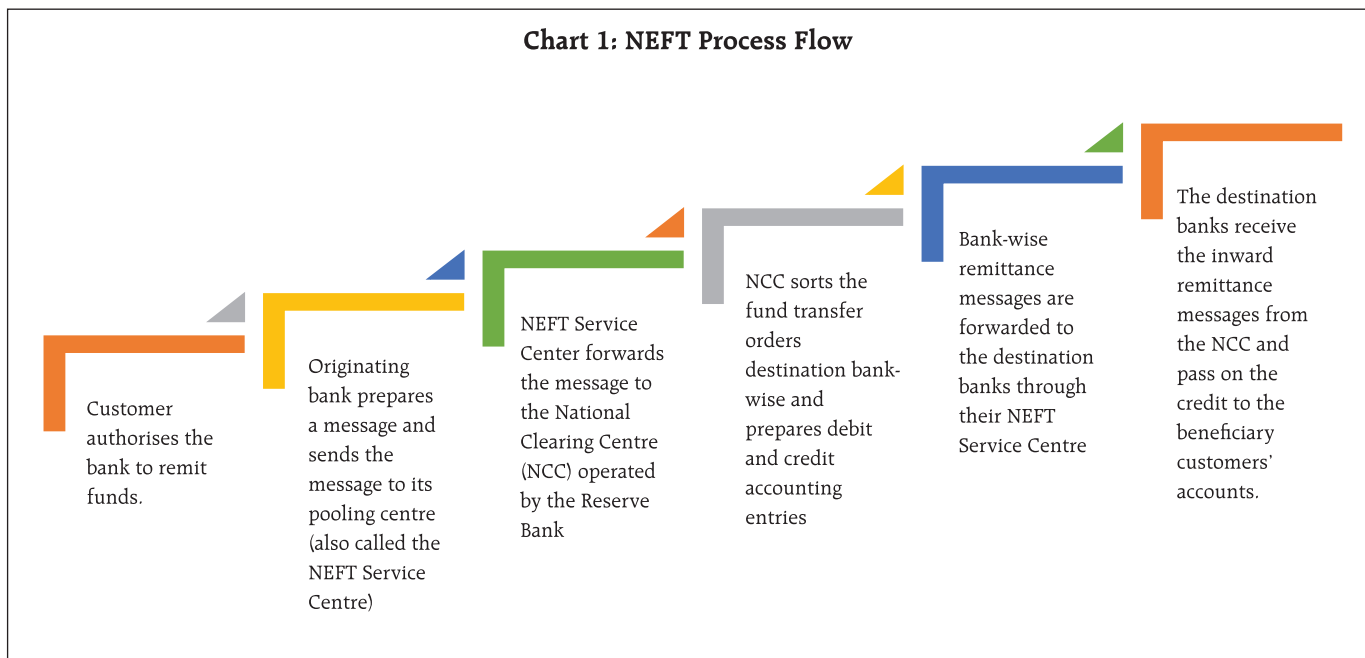 Chart 1: NEFT Process Flow
Customer
authorises the
bank to remit
funds.
Originating
bank prepares
a message and
sends the
message to its
pooling centre
(also called the
NEFT Service
Centre)
NEFT Service
Center forwards
the message to
the National
Clearing Centre
(NCC) operated
by the Reserve
Bank
NCC sorts the
fund transfer
orders
destination bank-
wise and
prepares debit
and credit
accounting
entries
Bank-wise
remittance
messages are
forwarded to
the destination
banks through
their NEFT
Service Centre
The destination
banks receive
the inward
remittance
messages from
the NCC and
pass on the
credit to the
beneficiary
customers’
accounts.